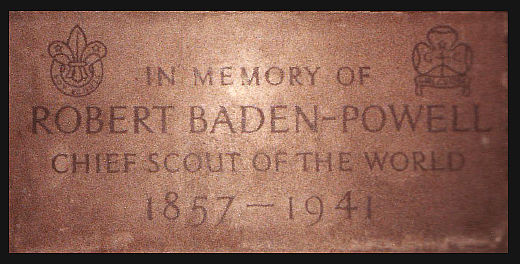 IN MEMORY OF
ROBERT BADEN-POWELL
CHIEF SCOUT OF THE WORLD
1857-1941